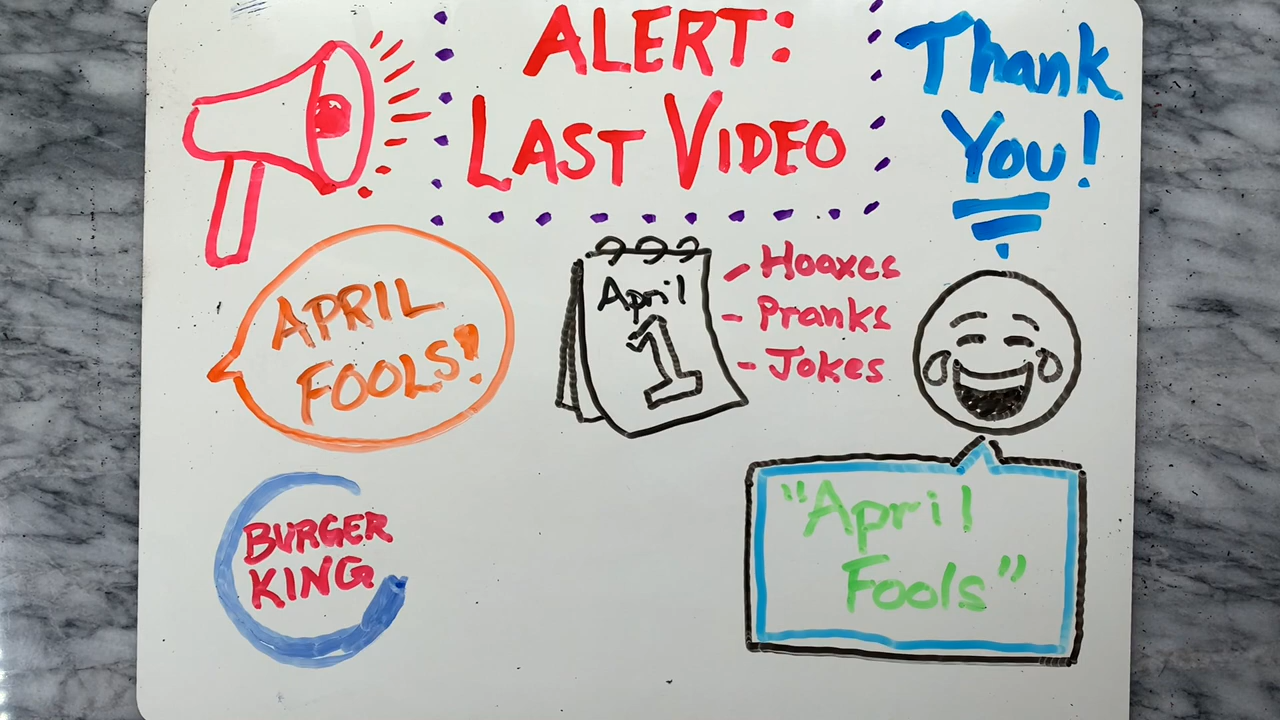 ALERT:
LAST VIDEO
Thank
You!
APRIL
FOOLS!
April
1
- Hoaxes
- Pranks
- Jokes
BURGER
KING
"April
Fools"